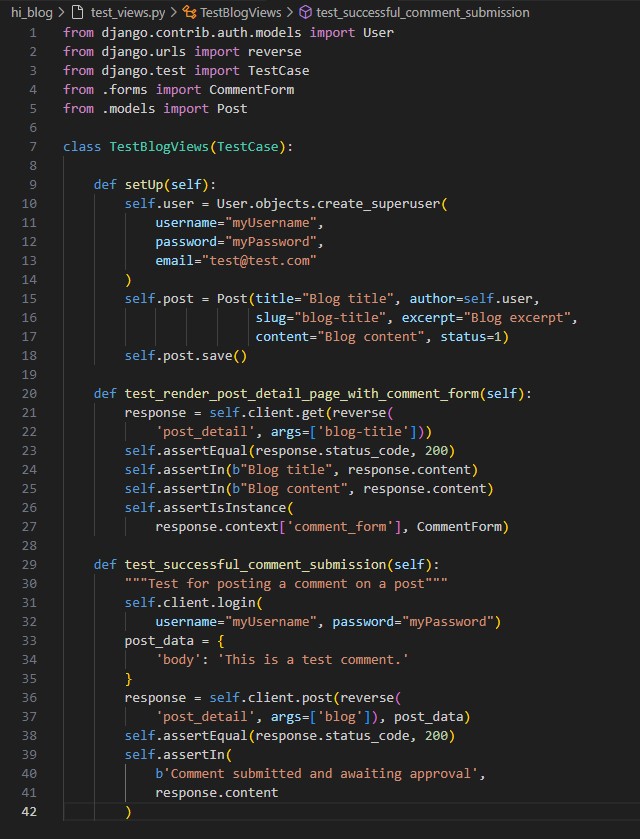 hi_blog > test_views.py > TestBlogViews > test_successful_comment_submission
1 from django.contrib.auth.models import User
2 from django.urls import reverse
3 from django.test import TestCase
4 from .forms import CommentForm
5 from .models import Post
6
7 class TestBlogViews(TestCase):
8
9     def setUp(self):
10         self.user = User.objects.create_superuser(
11             username="myUsername",
12             password="myPassword",
13             email="test@test.com"
14         )
15         self.post = Post(title="Blog title", author=self.user,
16                          slug="blog-title", excerpt="Blog excerpt",
17                          content="Blog content", status=1)
18         self.post.save()
19
20     def test_render_post_detail_page_with_comment_form(self):
21         response = self.client.get(reverse(
22             'post_detail', args=['blog-title']))
23         self.assertEqual(response.status_code, 200)
24         self.assertIn(b"Blog title", response.content)
25         self.assertIn(b"Blog content", response.content)
26         self.assertIsInstance(
27             response.context['comment_form'], CommentForm)
28
29     def test_successful_comment_submission(self):
30         """Test for posting a comment on a post"""
31         self.client.login(
32             username="myUsername", password="myPassword")
33         post_data = {
34             'body': 'This is a test comment.'
35         }
36         response = self.client.post(reverse(
37             'post_detail', args=['blog']), post_data)
38         self.assertEqual(response.status_code, 200)
39         self.assertIn(
40             b'Comment submitted and awaiting approval',
41             response.content
42         )